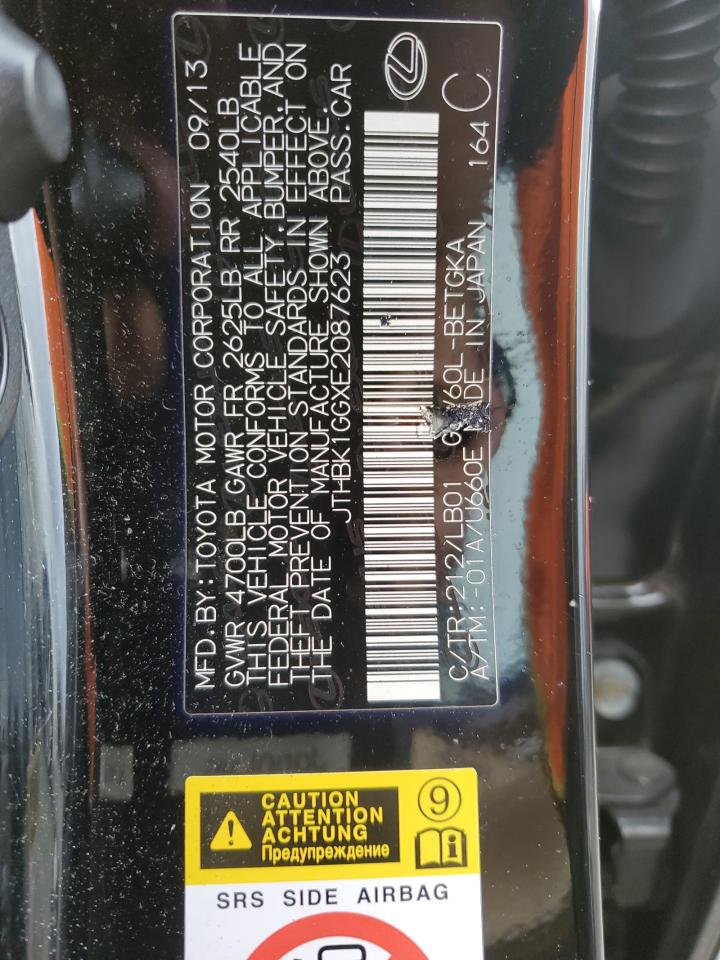 MFD.BY:TOYOTA MOTOR CORPORATION 09/13
GVWR 4700LB GAWR FR 2625LB RR 2540LB
THIS VEHICLE CONFORMS TO ALL APPLICABLE
FEDERAL MOTOR VEHICLE SAFETY,BUMPER,AND
THEFT PREVENTION STANDARDS IN EFFECT ON
THE DATE OF MANUFACTURE SHOWN ABOVE.
JTHBK1GGXE2087623 PASS.CAR
C/TR:212/LB01 -BETGKA
A/TM:-01A/U660E MADE IN JAPAN 164 C
CAUTION
ATTENTION
ACHTUNG
Предупреждение
9
i
SRS SIDE AIRBAG